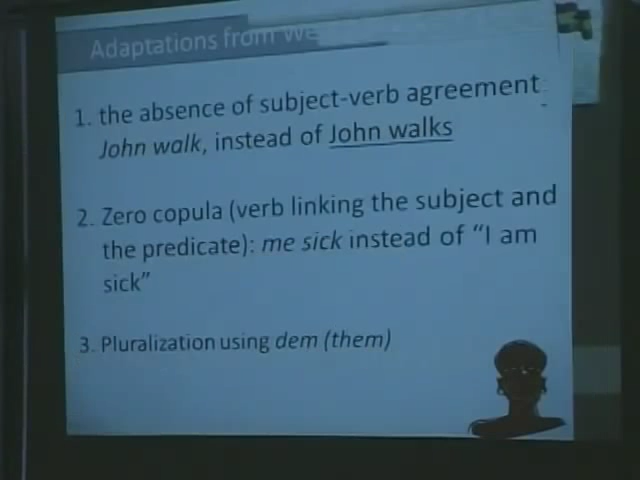 Adaptations from We
1. the absence of subject-verb agreement:
John walk, instead of John walks
2. Zero copula (verb linking the subject and
the predicate): me sick instead of "I am
sick"
3. Pluralization using dem (them)